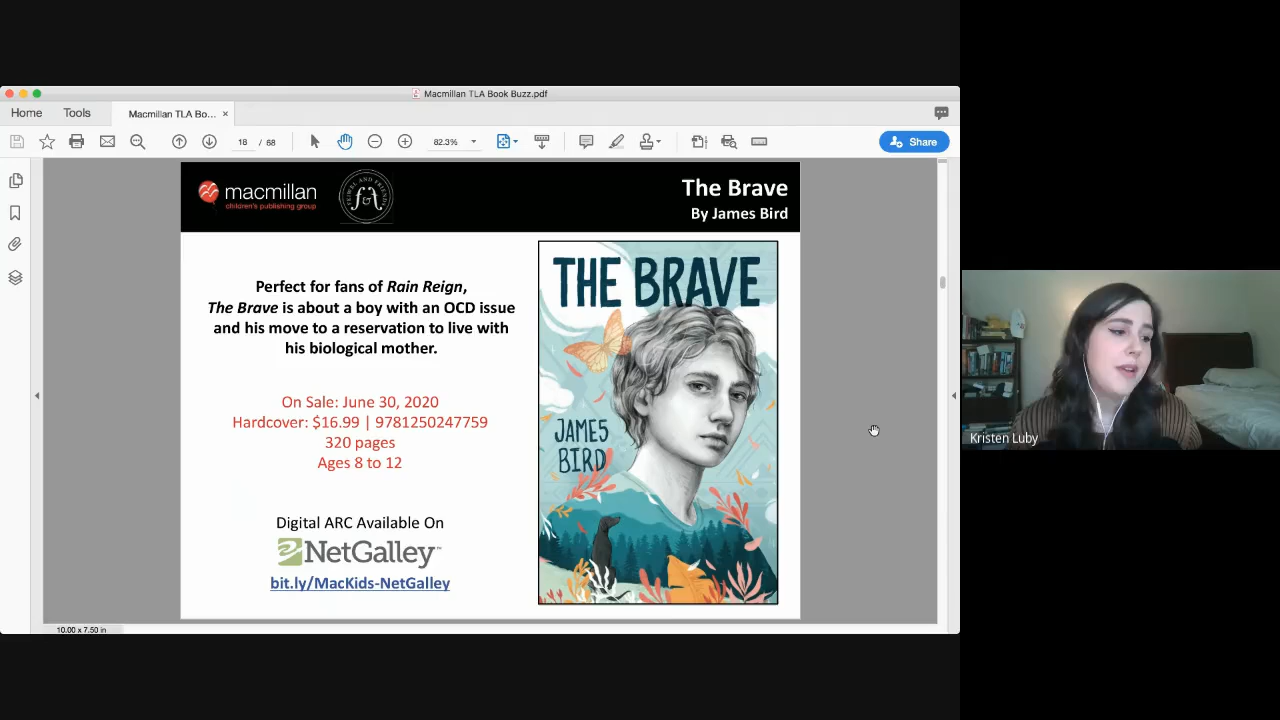 Macmillan TLA Book Buzz.pdf
Home
Tools
Macmillan TLA Bo...
×
18 / 68
82.3%
Share
macmillan
children's publishing group
FEIWEL AND FRIENDS
f&f
The Brave
By James Bird
Perfect for fans of Rain Reign,
The Brave is about a boy with an OCD issue
and his move to a reservation to live with
his biological mother.
On Sale: June 30, 2020
Hardcover: $16.99 | 9781250247759
320 pages
Ages 8 to 12
Digital ARC Available On
NetGalley™
bit.ly/MacKids-NetGalley
THE BRAVE
JAMES
BIRD
10.00 x 7.50 in
Kristen Luby